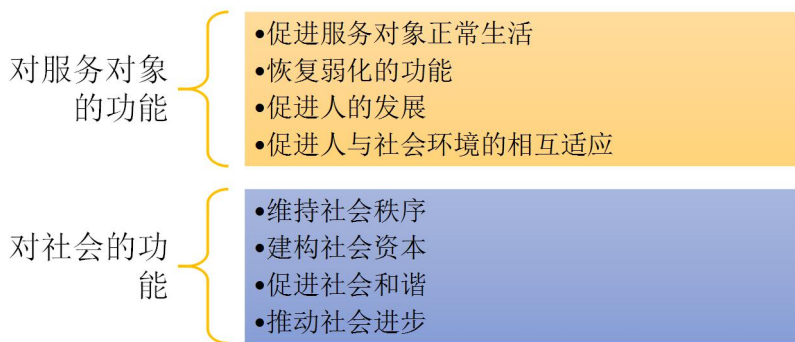 对服务对象
的功能
•促进服务对象正常生活
•恢复弱化的功能
•促进人的发展
•促进人与社会环境的相互适应
对社会的功
能
•维持社会秩序
•建构社会资本
•促进社会和谐
•推动社会进步